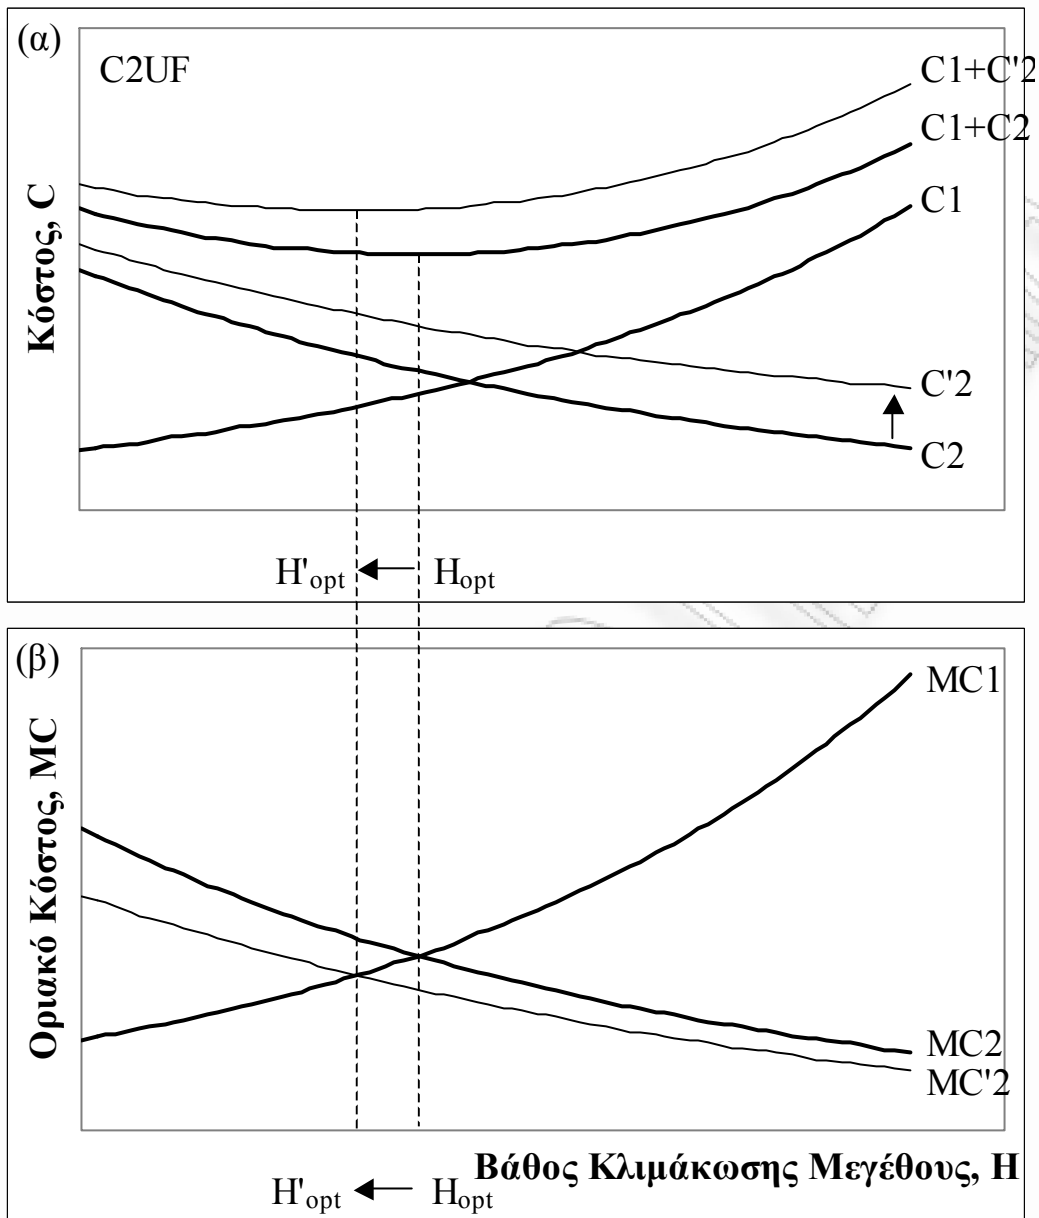 (α)
C2UF
C1+C'2
C1+C2
C1
C'2
C2
Κόστος, C
H'opt
Hopt
(β)
MC1
MC2
MC'2
Οριακό Κόστος, MC
Βάθος Κλιμάκωσης Μεγέθους, Η
H'opt
Hopt